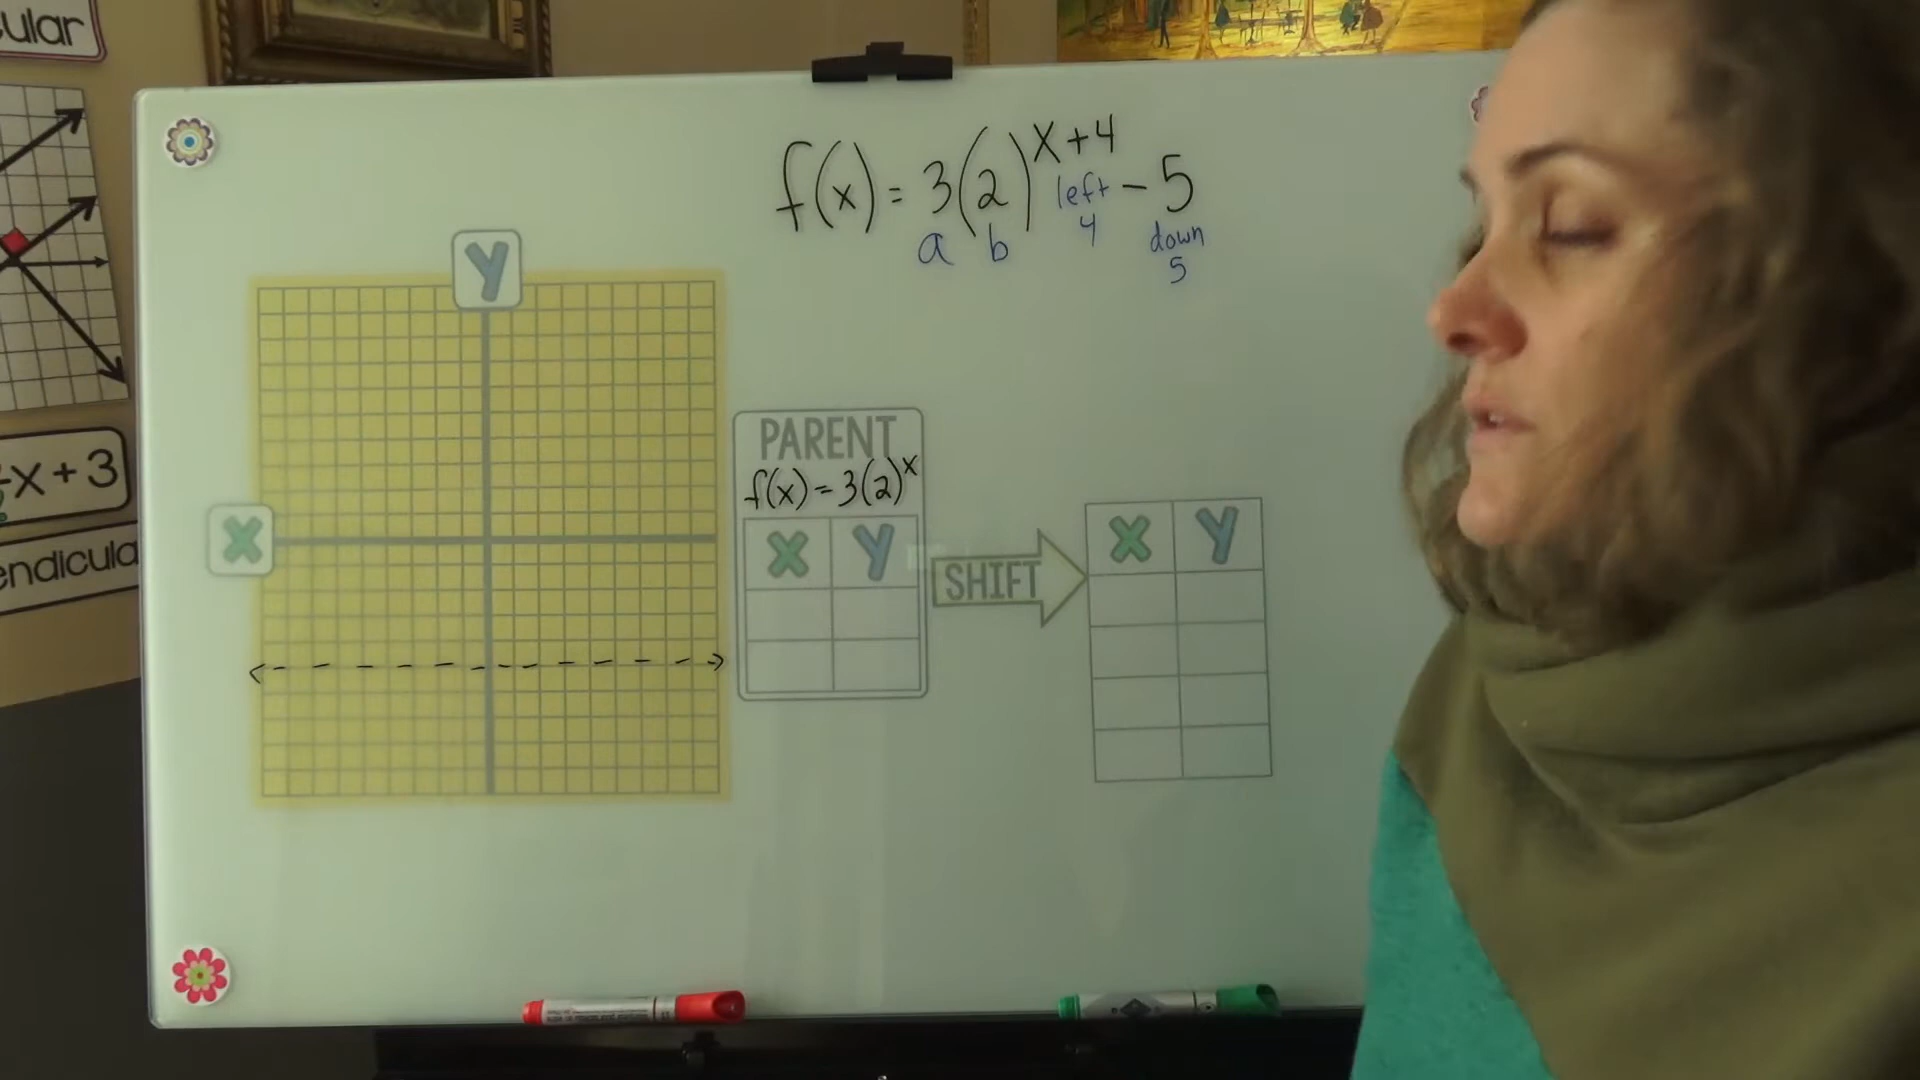 ular
f(x) = 3(2)^x+4 - 5
left
4
a b
down
5
Y
X
x + 3
endicula
PARENT
f(x) = 3(2)^x
X Y
SHIFT
X Y